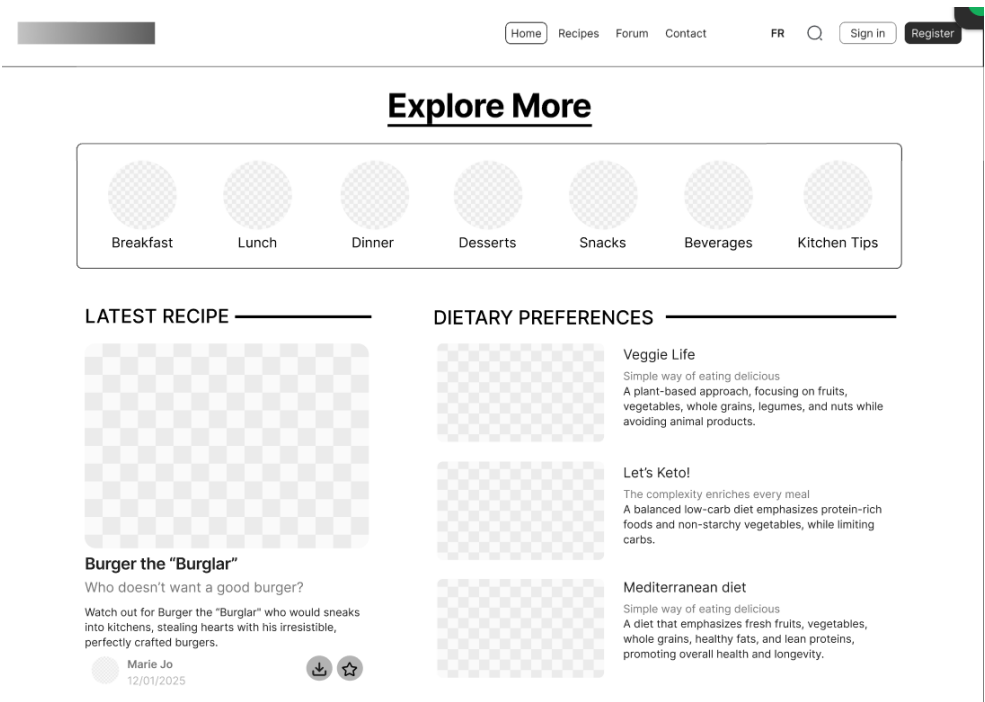 Home Recipes Forum Contact FR Sign in Register
Explore More
Breakfast Lunch Dinner Desserts Snacks Beverages Kitchen Tips
LATEST RECIPE
Burger the “Burglar”
Who doesn’t want a good burger?
Watch out for Burger the "Burglar" who would sneaks
into kitchens, stealing hearts with his irresistible,
perfectly crafted burgers.
Marie Jo
12/01/2025
DIETARY PREFERENCES
Veggie Life
Simple way of eating delicious
A plant-based approach, focusing on fruits,
vegetables, whole grains, legumes, and nuts while
avoiding animal products.
Let’s Keto!
The complexity enriches every meal
A balanced low-carb diet emphasizes protein-rich
foods and non-starchy vegetables, while limiting
carbs.
Mediterranean diet
Simple way of eating delicious
A diet that emphasizes fresh fruits, vegetables,
whole grains, healthy fats, and lean proteins,
promoting overall health and longevity.